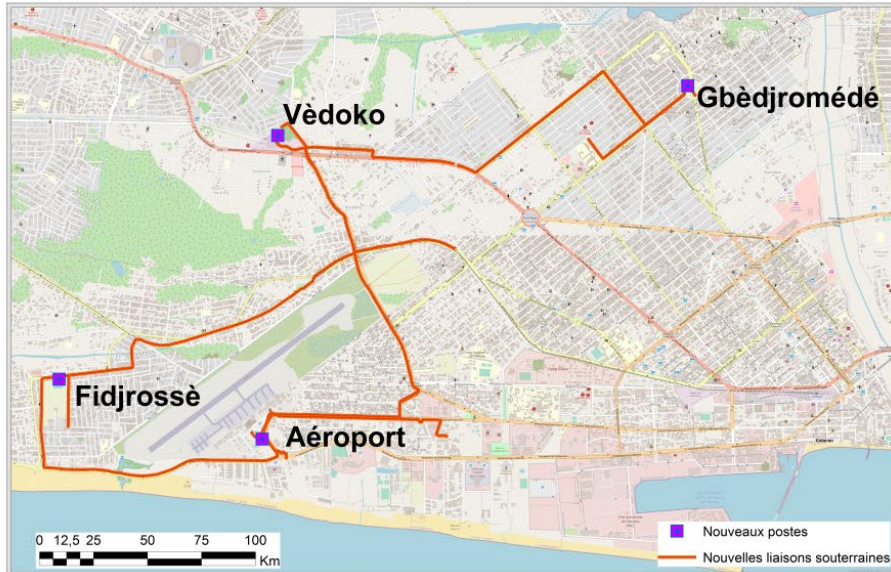 Vèdoko
Gbèdjromédé
Fidjrossè
Aéroport
0 12,5 25 50 75 100
Km
Nouveaux postes
Nouvelles liaisons souterraines